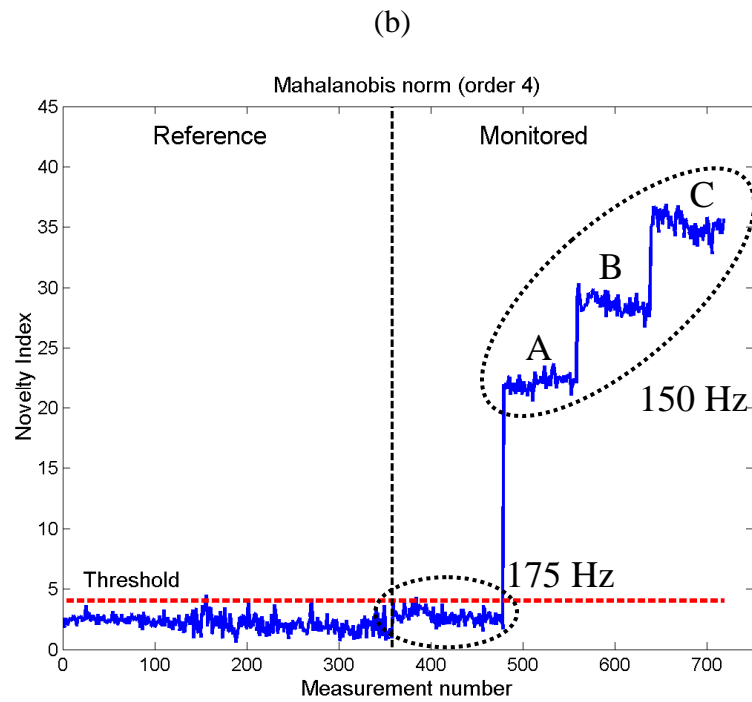 (b)
Mahalanobis norm (order 4)
45
40
35
30
25
20
15
10
5
0
Novelty Index
Reference
Monitored
C
B
A
150 Hz
Threshold
175 Hz
0 100 200 300 400 500 600 700
Measurement number